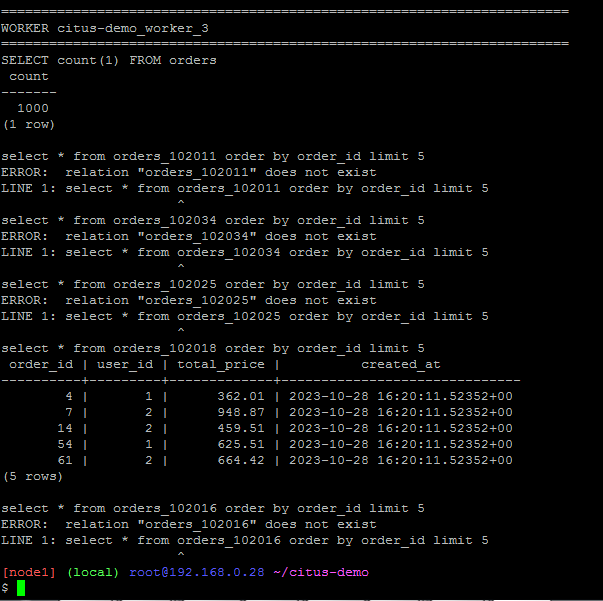 =======================================================================
WORKER citus-demo_worker_3
=======================================================================
SELECT count(1) FROM orders
 count
-------
  1000
(1 row)

select * from orders_102011 order by order_id limit 5
ERROR:  relation "orders_102011" does not exist
LINE 1: select * from orders_102011 order by order_id limit 5
                      ^
select * from orders_102034 order by order_id limit 5
ERROR:  relation "orders_102034" does not exist
LINE 1: select * from orders_102034 order by order_id limit 5
                      ^
select * from orders_102025 order by order_id limit 5
ERROR:  relation "orders_102025" does not exist
LINE 1: select * from orders_102025 order by order_id limit 5
                      ^
select * from orders_102018 order by order_id limit 5
 order_id | user_id | total_price |          created_at
----------+---------+-------------+------------------------------
        4 |       1 |      362.01 | 2023-10-28 16:20:11.52352+00
        7 |       2 |      948.87 | 2023-10-28 16:20:11.52352+00
       14 |       2 |      459.51 | 2023-10-28 16:20:11.52352+00
       54 |       1 |      625.51 | 2023-10-28 16:20:11.52352+00
       61 |       2 |      664.42 | 2023-10-28 16:20:11.52352+00
(5 rows)

select * from orders_102016 order by order_id limit 5
ERROR:  relation "orders_102016" does not exist
LINE 1: select * from orders_102016 order by order_id limit 5
                      ^
[node1] (local) root@192.168.0.28 ~/citus-demo
$